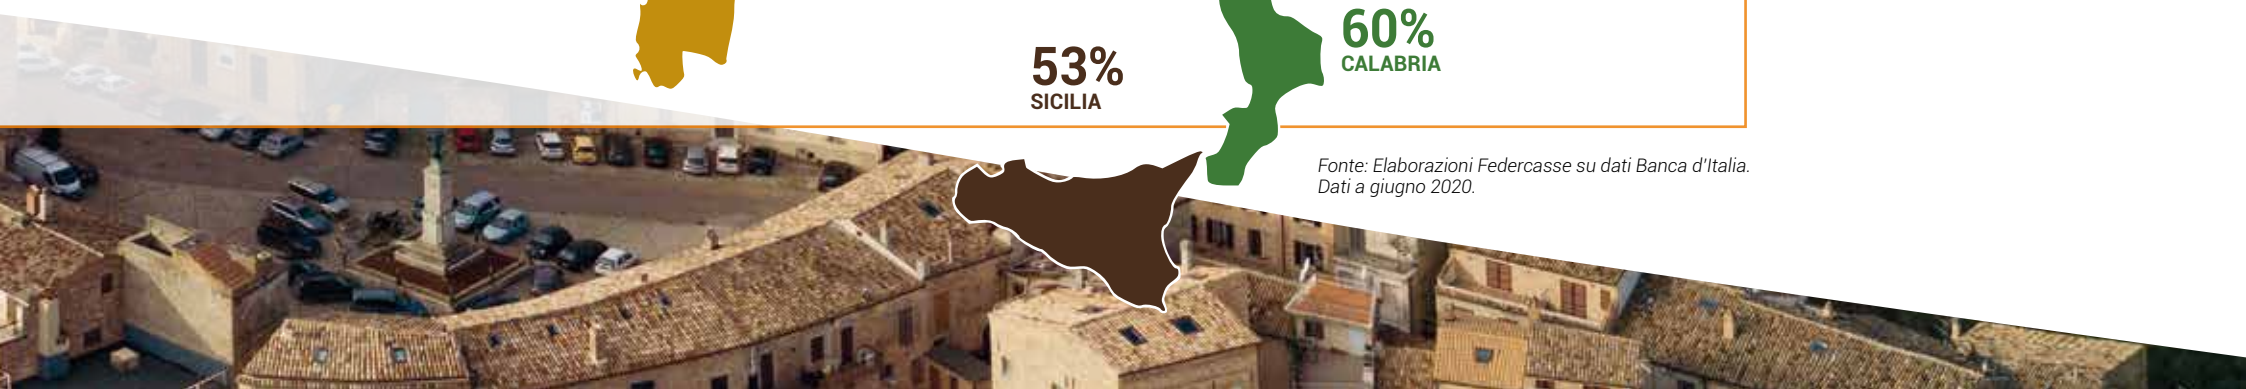 60%
CALABRIA
53%
SICILIA
Fonte: Elaborazioni Federcasse su dati Banca d'Italia.
Dati a giugno 2020.